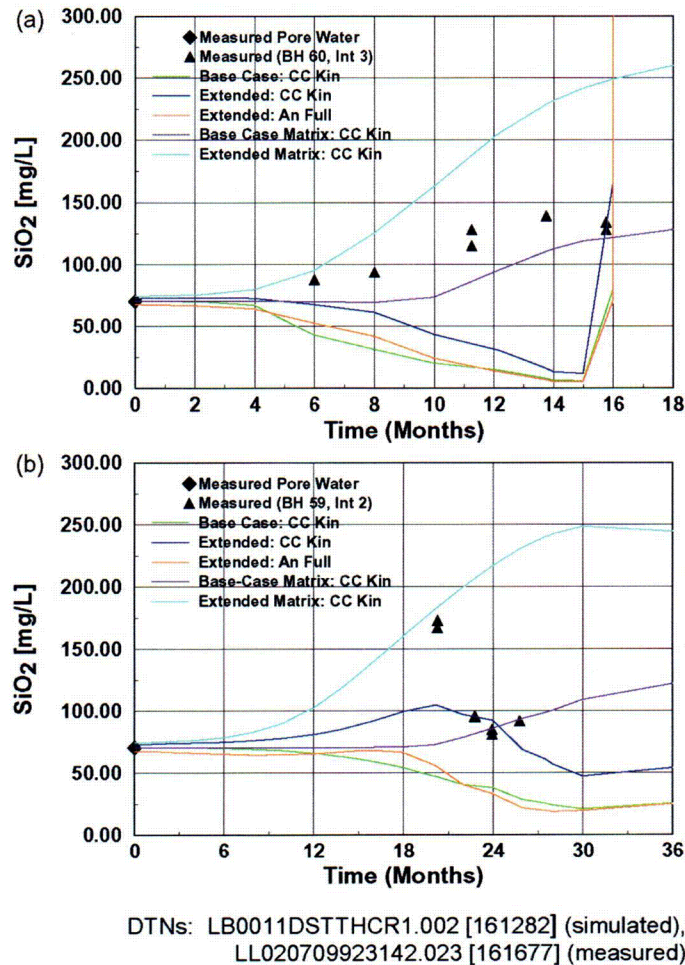 (a)
300.00
250.00
200.00
150.00
100.00
50.00
0.00
SiO2 [mg/L]
Measured Pore Water
Measured (BH 60, Int 3)
Base Case: CC Kin
Extended: CC Kin
Extended: An Full
Base Case Matrix: CC Kin
Extended Matrix: CC Kin
0 2 4 6 8 10 12 14 16 18
Time (Months)
(b)
300.00
250.00
200.00
150.00
100.00
50.00
0.00
SiO2 [mg/L]
Measured Pore Water
Measured (BH 59, Int 2)
Base Case: CC Kin
Extended: CC Kin
Extended: An Full
Base-Case Matrix: CC Kin
Extended Matrix: CC Kin
0 6 12 18 24 30 36
Time (Months)
DTNs: LB0011DSTTHCR1.002 [161282] (simulated),
LL020709923142.023 [161677] (measured)